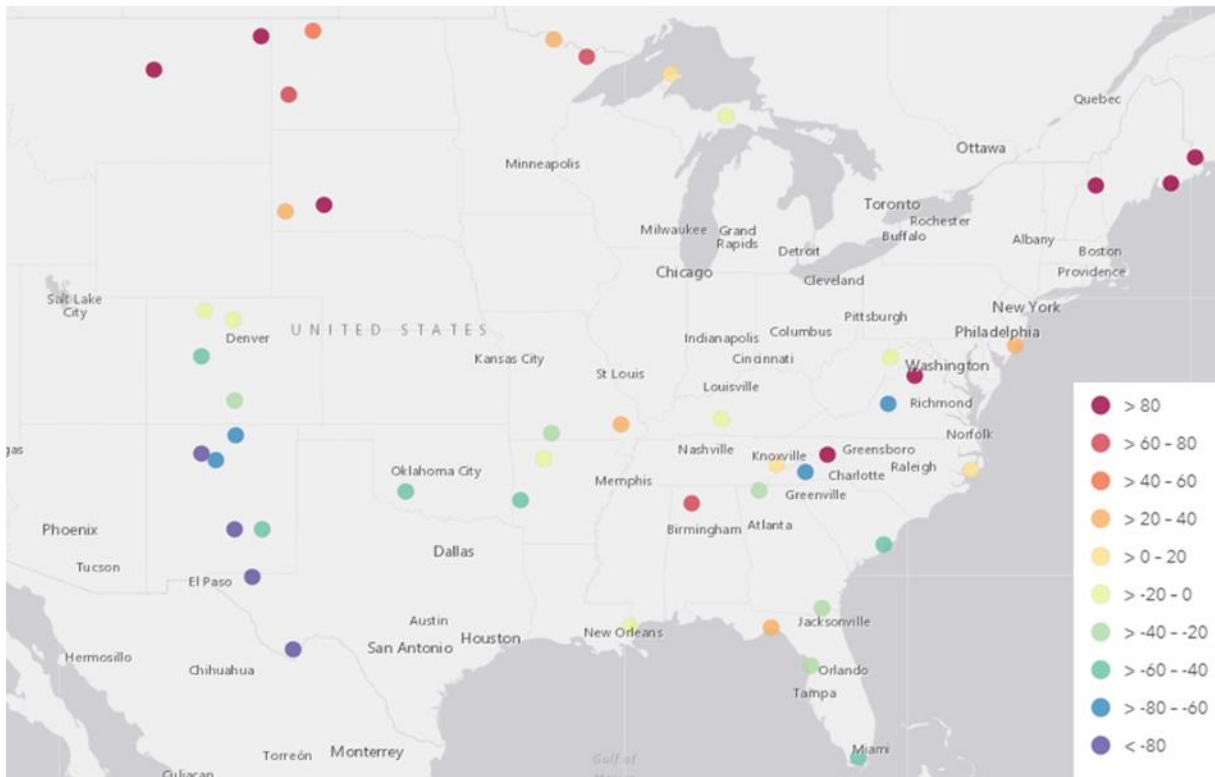 Quebec
Ottawa
Minneapolis
Toronto
Rochester
Milwaukee
Grand
Rapids
Buffalo
Albany
Detroit
Boston
Chicago
Cleveland
Providence
Salt Lake
City
New York
Pittsburgh
UNITED STATES
Denver
Indianapolis
Columbus
Philadelphia
Kansas City
Cincinnati
St Louis
Washington
Louisville
Richmond
> 80
Norfolk
gas
Nashville
Knoxville
Greensboro
> 60 - 80
Oklahoma City
Memphis
Charlotte
Raleigh
Greenville
> 40 - 60
Phoenix
Birmingham
Atlanta
> 20 - 40
Dallas
Tucson
El Paso
> 0 - 20
> -20 - 0
Austin
New Orleans
Jacksonville
> -40 - -20
San Antonio
Houston
Hermosillo
Chihuahua
Orlando
> -60 - -40
Tampa
> -80 - -60
Torreón
Monterrey
Miami
< -80
Gulf of
Culiacan